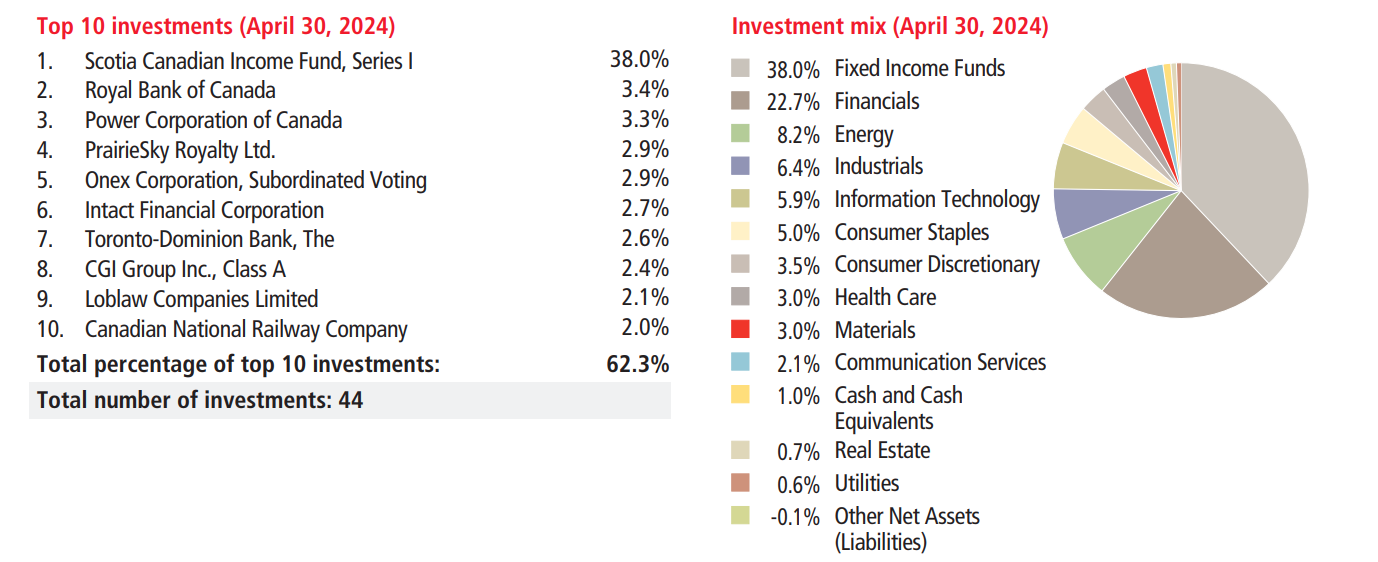 Top 10 investments (April 30, 2024)
1. Scotia Canadian Income Fund, Series I 38.0%
2. Royal Bank of Canada 3.4%
3. Power Corporation of Canada 3.3%
4. PrairieSky Royalty Ltd. 2.9%
5. Onex Corporation, Subordinated Voting 2.9%
6. Intact Financial Corporation 2.7%
7. Toronto-Dominion Bank, The 2.6%
8. CGI Group Inc., Class A 2.4%
9. Loblaw Companies Limited 2.1%
10. Canadian National Railway Company 2.0%
Total percentage of top 10 investments: 62.3%
Total number of investments: 44
Investment mix (April 30, 2024)
38.0% Fixed Income Funds
22.7% Financials
8.2% Energy
6.4% Industrials
5.9% Information Technology
5.0% Consumer Staples
3.5% Consumer Discretionary
3.0% Health Care
3.0% Materials
2.1% Communication Services
1.0% Cash and Cash
Equivalents
0.7% Real Estate
0.6% Utilities
-0.1% Other Net Assets
(Liabilities)